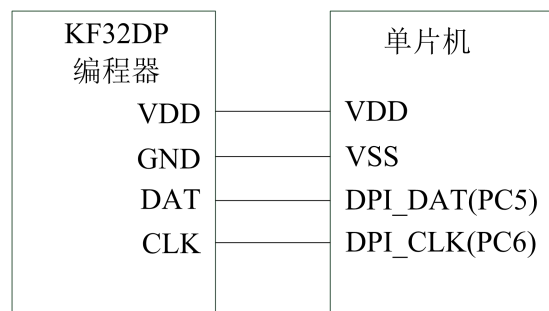 KF32DP
编程器
VDD
GND
DAT
CLK
单片机
VDD
VSS
DPI_DAT(PC5)
DPI_CLK(PC6)